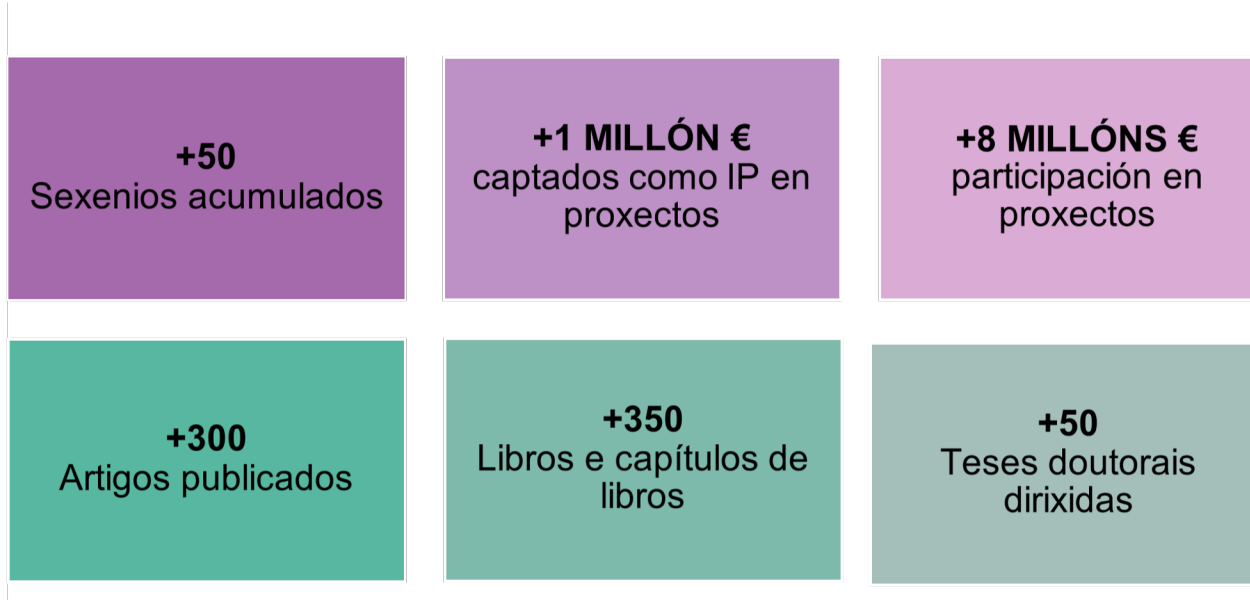 +50
Sexenios acumulados
+1 MILLÓN €
captados como IP en
proxectos
+8 MILLÓNS €
participación en
proxectos
+300
Artigos publicados
+350
Libros e capítulos de
libros
+50
Teses doutorais
dirixidas